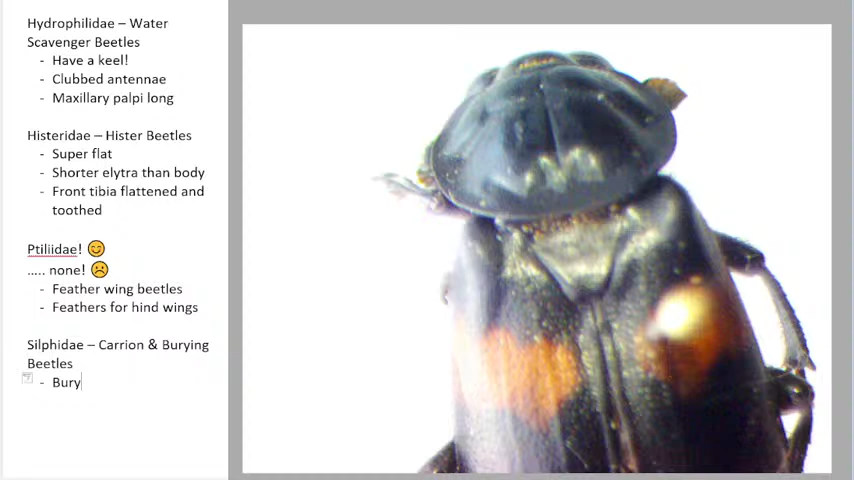 Hydrophilidae – Water
Scavenger Beetles
- Have a keel!
- Clubbed antennae
- Maxillary palpi long
Histeridae – Hister Beetles
- Super flat
- Shorter elytra than body
- Front tibia flattened and
toothed
Ptiliidae! 😊
..... none! ☹
- Feather wing beetles
- Feathers for hind wings
Silphidae – Carrion & Burying
Beetles
- Bury